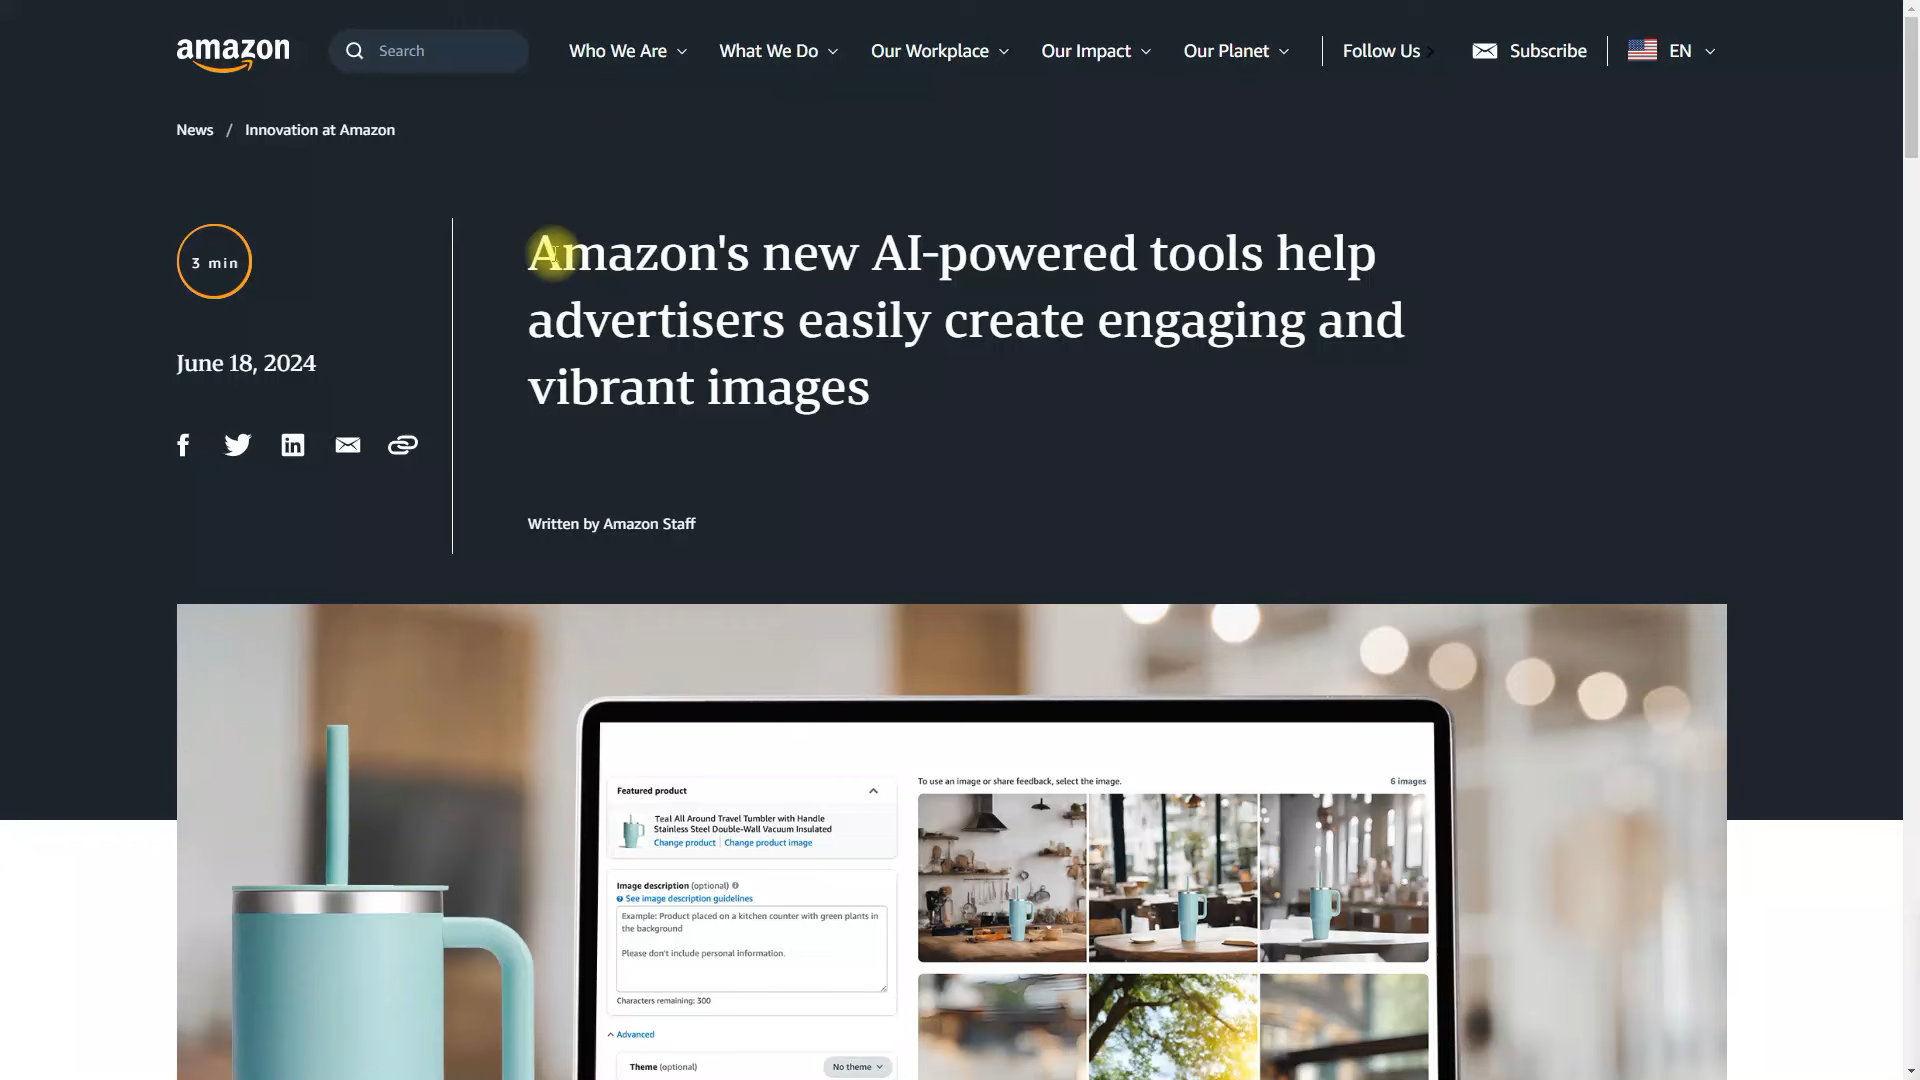 amazon
Search
Who We Are
What We Do
Our Workplace
Our Impact
Our Planet
Follow Us
Subscribe
EN
News / Innovation at Amazon
3 min
June 18, 2024
Amazon's new AI-powered tools help
advertisers easily create engaging and
vibrant images
Written by Amazon Staff
Featured product
Teal All Around Travel Tumbler with Handle
Stainless Steel Double-Wall Vacuum Insulated
Change product | Change product image
Image description (optional)
See image description guidelines
Example: Product placed on a kitchen counter with green plants in
the background
Please don't include personal information.
Characters remaining: 300
Advanced
Theme (optional)
No theme
To use an image or share feedback, select the image.
6 images